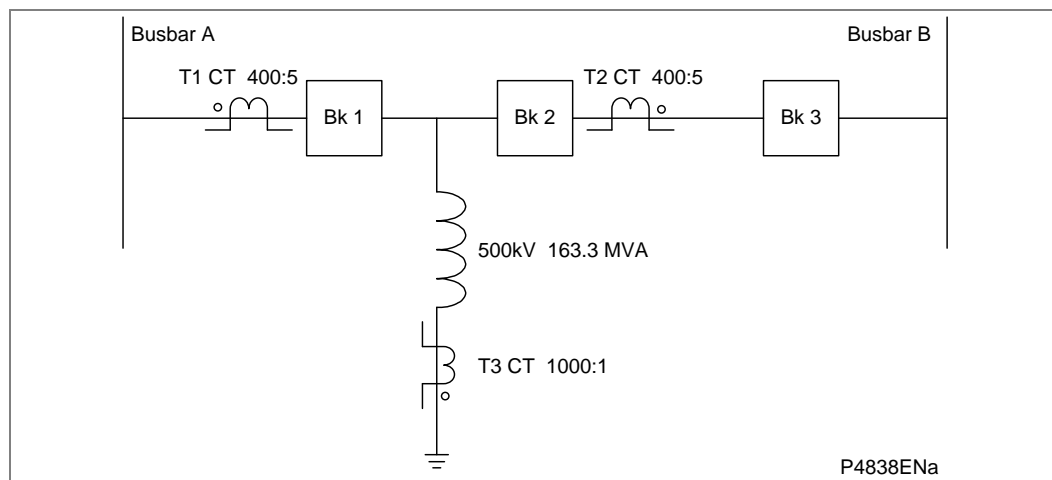 Busbar A
Busbar B
T1 CT 400:5
T2 CT 400:5
Bk 1
Bk 2
Bk 3
500kV 163.3 MVA
T3 CT 1000:1
P4838ENa